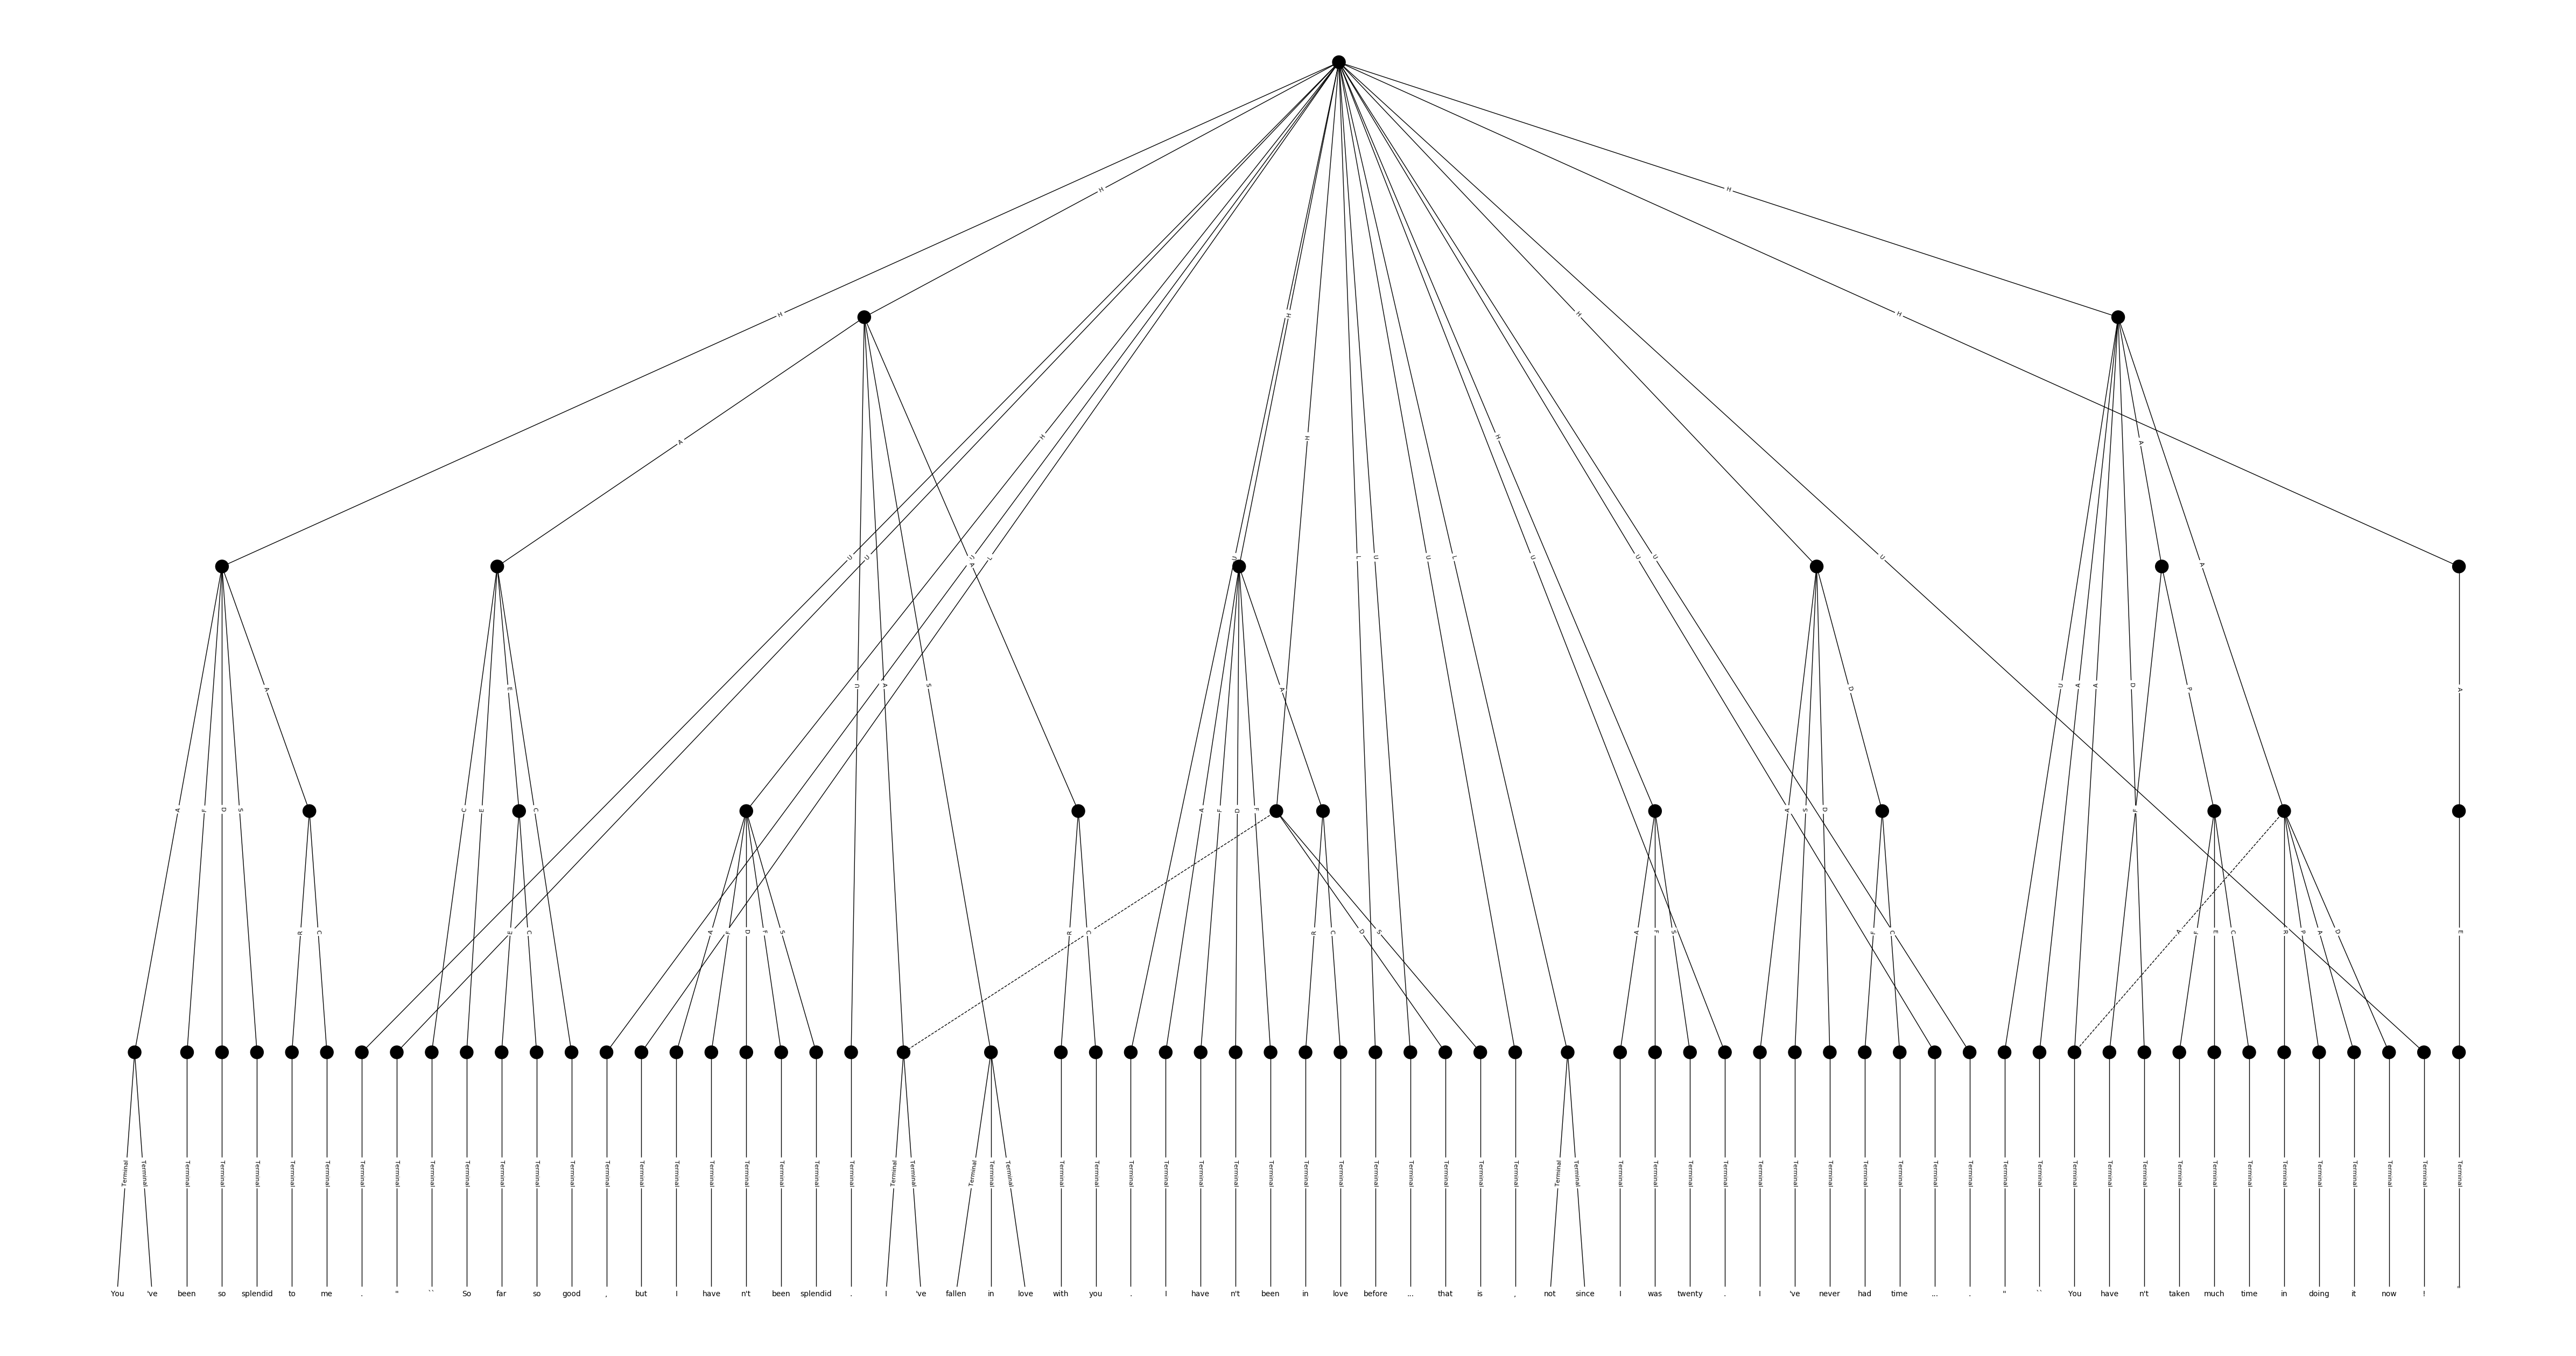 H H H
H H H
A A
H H H H
U U U A L U L U U L U U U U A
A E U A S A U A A D P D A
A F D S C E E C A F D F A S D F P E
R C E C A F D F S R C R C D S A F S F C A F E C R P A D E
Terminal Terminal Terminal Terminal Terminal Terminal Terminal Terminal Terminal Terminal Terminal Terminal Terminal Terminal Terminal Terminal Terminal Terminal Terminal Terminal Terminal Terminal Terminal Terminal Terminal Terminal Terminal Terminal Terminal Terminal Terminal Terminal Terminal Terminal Terminal Terminal Terminal Terminal Terminal Terminal Terminal Terminal Terminal Terminal Terminal Terminal Terminal Terminal Terminal Terminal Terminal Terminal Terminal Terminal Terminal Terminal Terminal Terminal Terminal Terminal Terminal Terminal Terminal Terminal Terminal Terminal Terminal
You 've been so splendid to me . " `` So far so good , but I have n't been splendid . I 've fallen in love with you . I have n't been in love before ... that is , not since I was twenty . I 've never had time ... . " `` You have n't taken much time in doing it now ! "